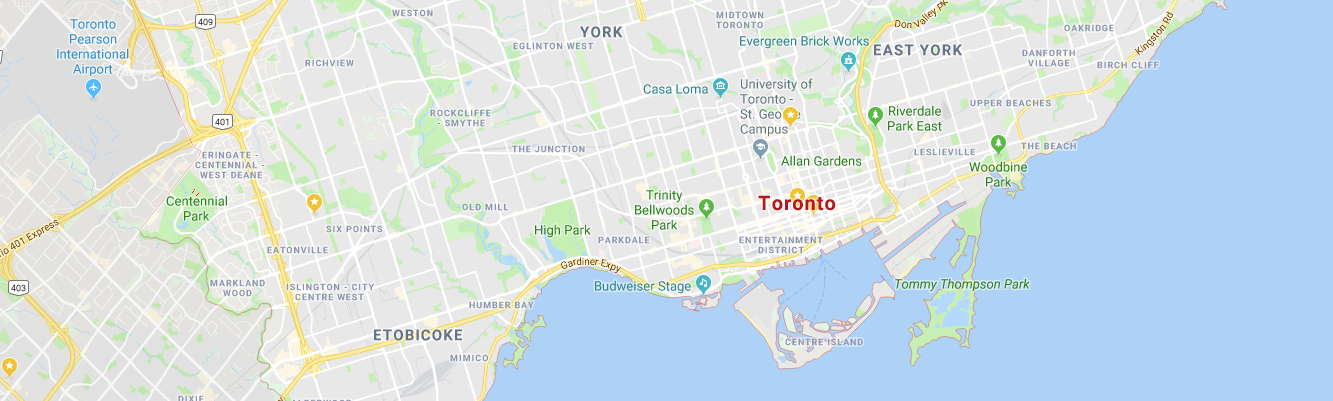 409
WESTON
MIDTOWN
TORONTO
Don Valley
OAKRIDGE
Kingston Rd
Toronto
Pearson
International
Airport
YORK
EGLINTON WEST
Evergreen Brick Works
EAST YORK
DANFORTH
VILLAGE
BIRCH CLIFF
RICHVIEW
Casa Loma
University of
Toronto -
St. George
Campus
UPPER BEACHES
ROCKCLIFFE
- SMYTHE
Riverdale
Park East
401
THE JUNCTION
Allan Gardens
LESLIEVILLE
THE BEACH
ERINGATE -
CENTENNIAL -
WEST DEANE
Woodbine
Park
Centennial
Park
OLD MILL
Trinity
Bellwoods
Park
Toronto
SIX POINTS
High Park
PARKDALE
ENTERTAINMENT
DISTRICT
401 Express
EATONVILLE
Gardiner Expy
403
MARKLAND
WOOD
ISLINGTON - CITY
CENTRE WEST
Budweiser Stage
Tommy Thompson Park
HUMBER BAY
ETOBICOKE
CENTRE ISLAND
MIMICO
DIXIE